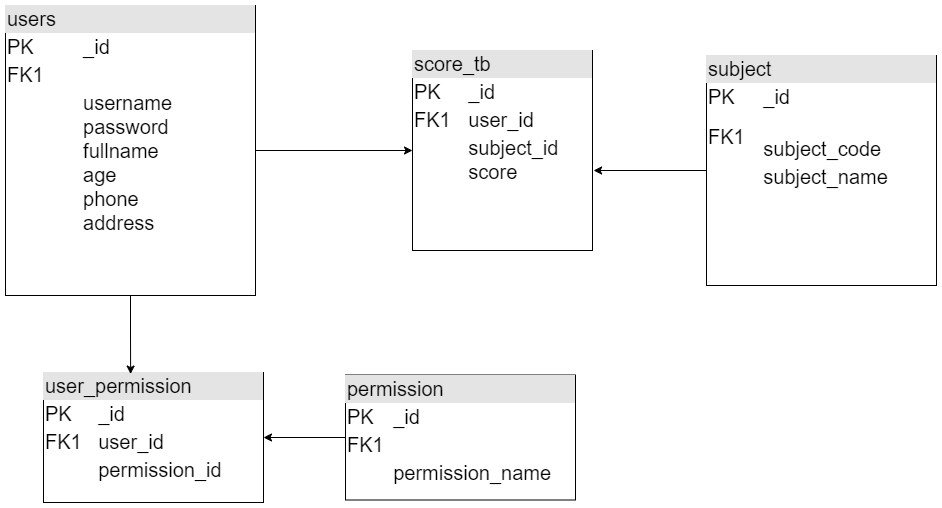 users
PK _id
FK1
username
password
fullname
age
phone
address
score_tb
PK _id
FK1 user_id
subject_id
score
subject
PK _id
FK1
subject_code
subject_name
user_permission
PK _id
FK1 user_id
permission_id
permission
PK _id
FK1
permission_name